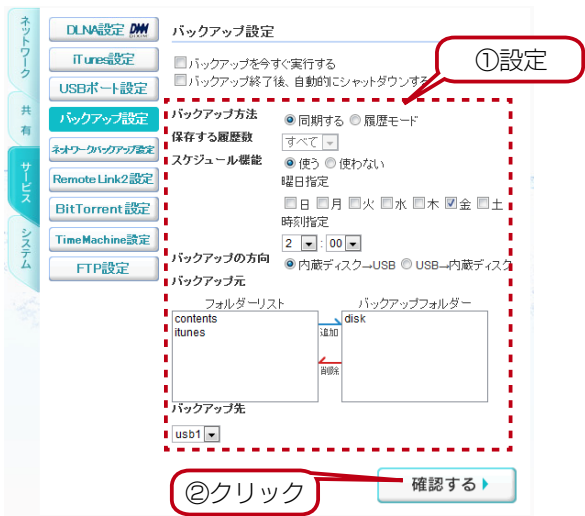 ネットワーク
共有
サービス
システム
DLNA設定 DMM
iTunes設定
USBポート設定
バックアップ設定
ネットワークバックアップ設定
Remote Link2設定
BitTorrent設定
TimeMachine設定
FTP設定
バックアップ設定
バックアップを今すぐ実行する
バックアップ終了後、自動的にシャットダウンする
①設定
バックアップ方法 同期する 履歴モード
保存する履歴数 すべて
スケジュール機能 使う 使わない
曜日指定
日 月 火 水 木 金 土
時刻指定
2 : 00
バックアップの方向 内蔵ディスク→USB USB→内蔵ディスク
バックアップ元
フォルダーリスト バックアップフォルダー
contents
itunes
追加
削除
disk
バックアップ先
usb1
②クリック
確認する